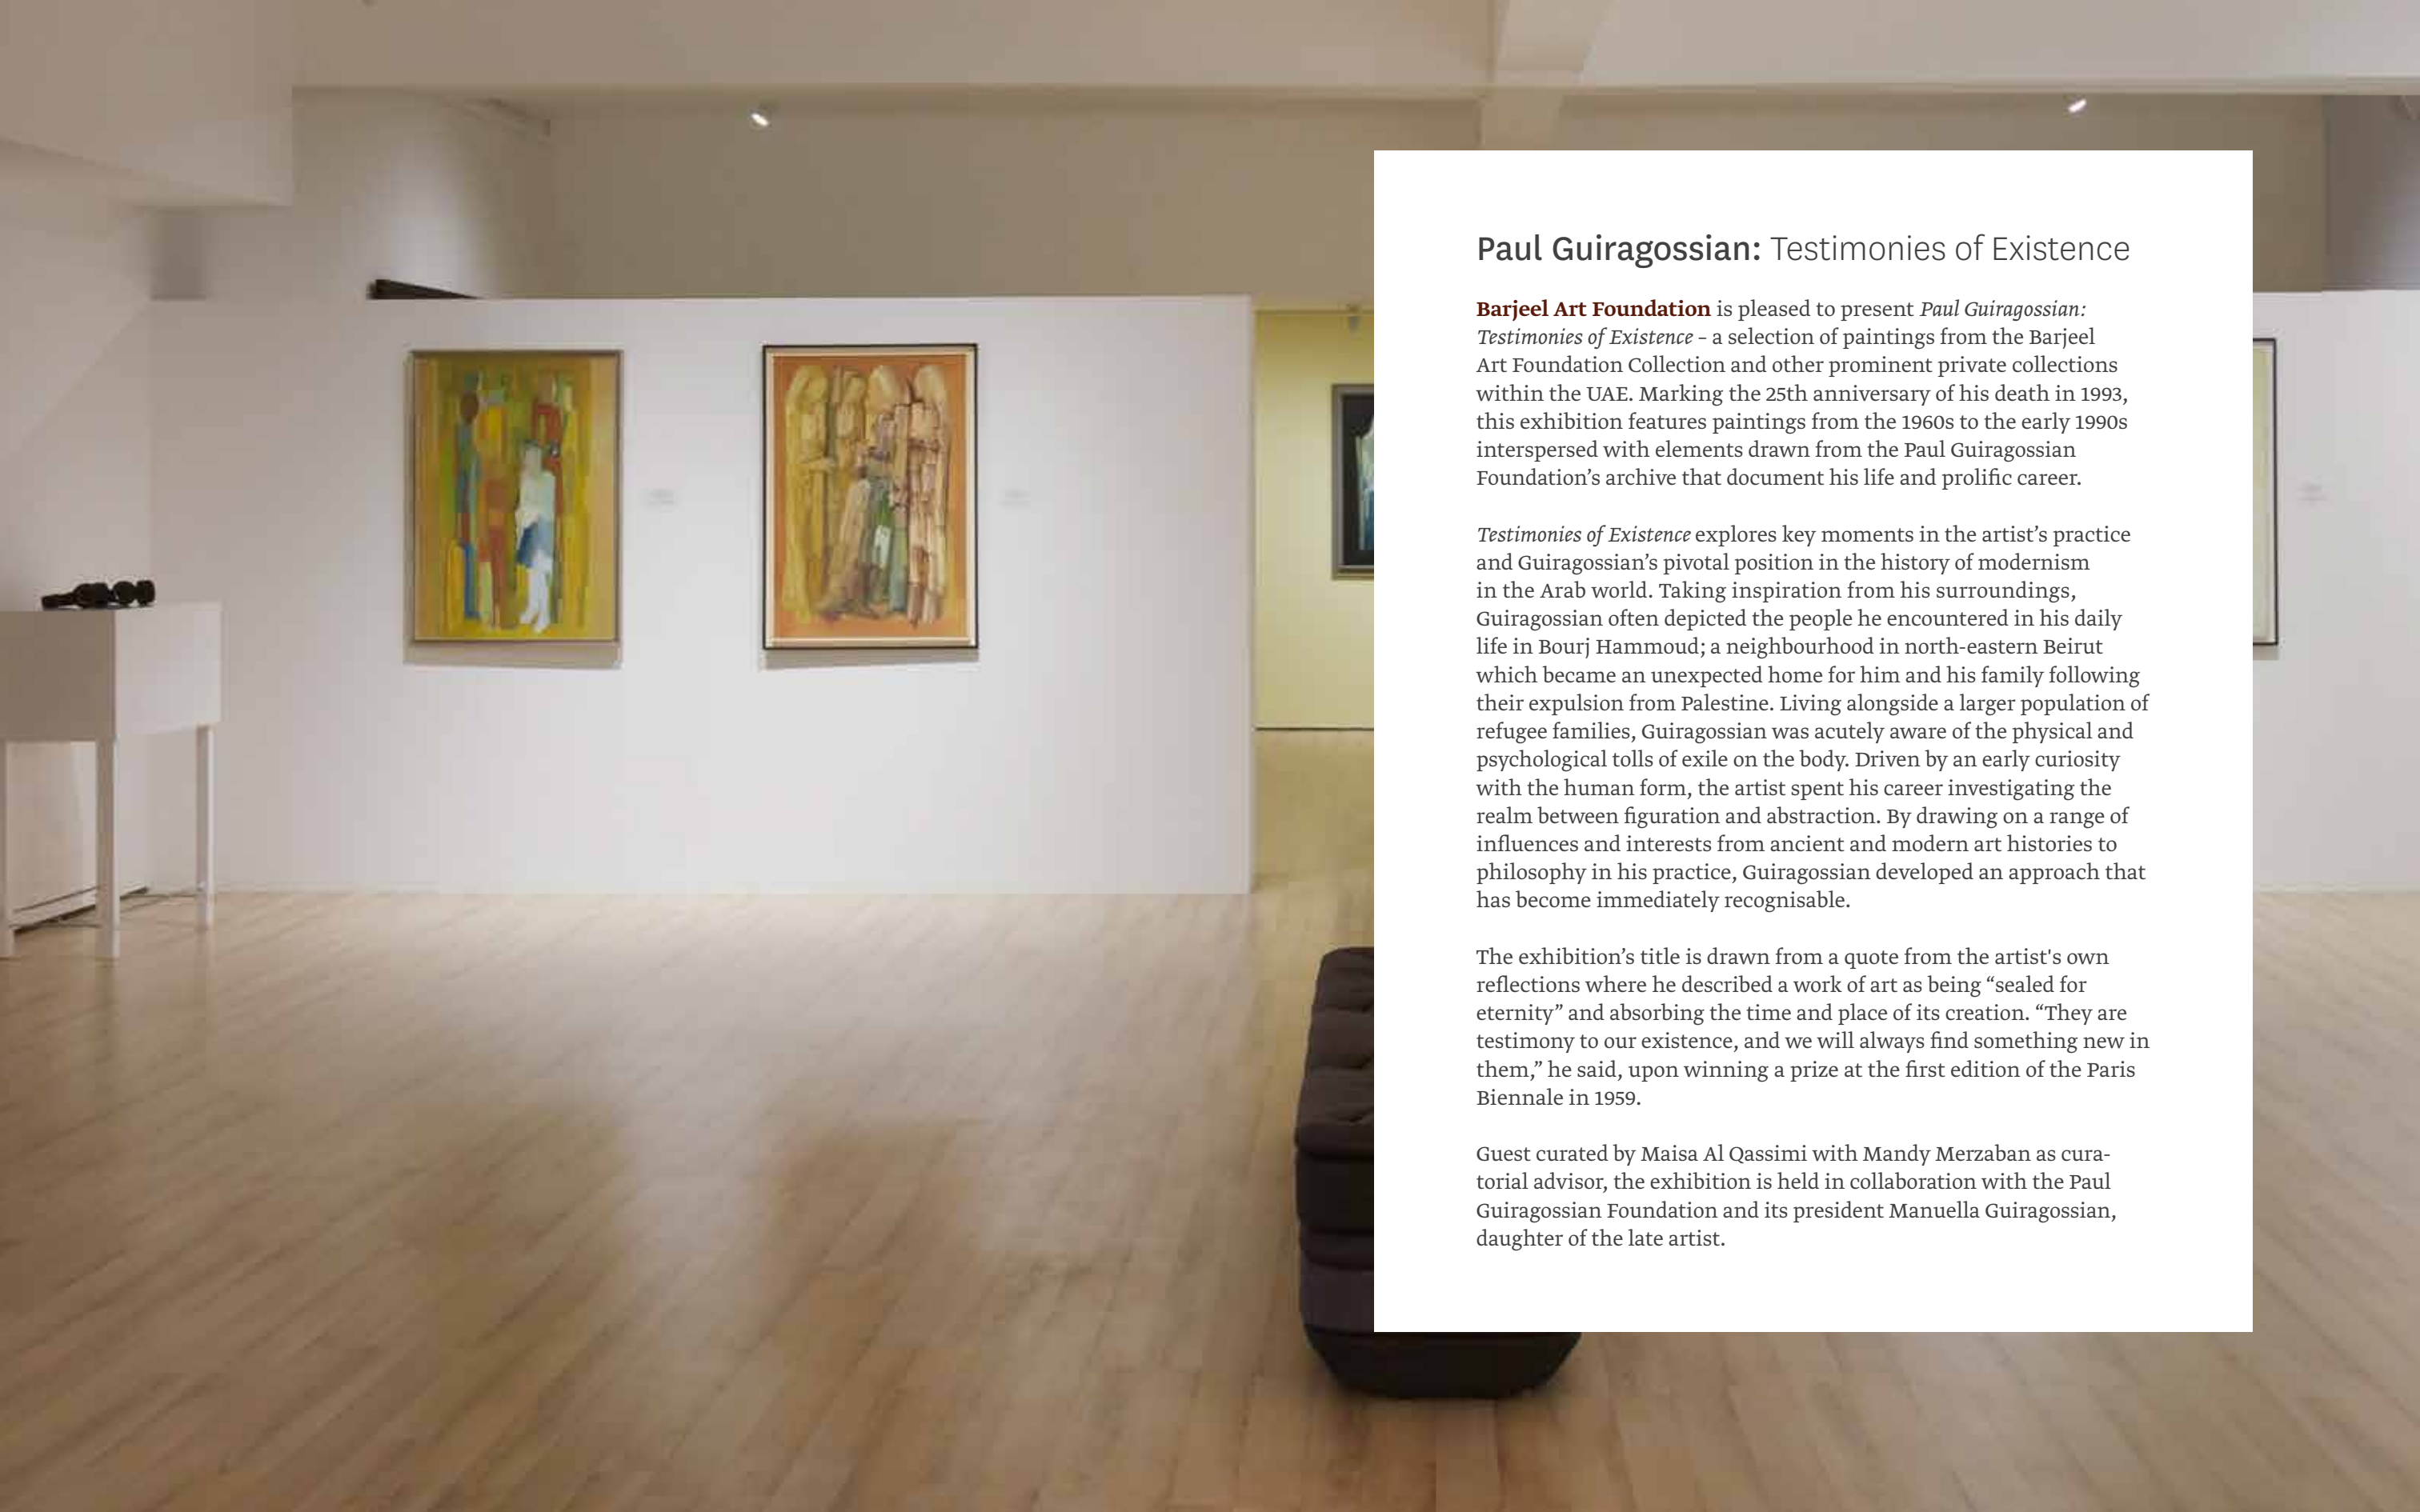 Paul Guiragossian: Testimonies of Existence
Barjeel Art Foundation is pleased to present Paul Guiragossian:
Testimonies of Existence – a selection of paintings from the Barjeel
Art Foundation Collection and other prominent private collections
within the UAE. Marking the 25th anniversary of his death in 1993,
this exhibition features paintings from the 1960s to the early 1990s
interspersed with elements drawn from the Paul Guiragossian
Foundation’s archive that document his life and prolific career.
Testimonies of Existence explores key moments in the artist’s practice
and Guiragossian’s pivotal position in the history of modernism
in the Arab world. Taking inspiration from his surroundings,
Guiragossian often depicted the people he encountered in his daily
life in Bourj Hammoud; a neighbourhood in north-eastern Beirut
which became an unexpected home for him and his family following
their expulsion from Palestine. Living alongside a larger population of
refugee families, Guiragossian was acutely aware of the physical and
psychological tolls of exile on the body. Driven by an early curiosity
with the human form, the artist spent his career investigating the
realm between figuration and abstraction. By drawing on a range of
influences and interests from ancient and modern art histories to
philosophy in his practice, Guiragossian developed an approach that
has become immediately recognisable.
The exhibition’s title is drawn from a quote from the artist's own
reflections where he described a work of art as being “sealed for
eternity” and absorbing the time and place of its creation. “They are
testimony to our existence, and we will always find something new in
them,” he said, upon winning a prize at the first edition of the Paris
Biennale in 1959.
Guest curated by Maisa Al Qassimi with Mandy Merzaban as cura-
torial advisor, the exhibition is held in collaboration with the Paul
Guiragossian Foundation and its president Manuella Guiragossian,
daughter of the late artist.